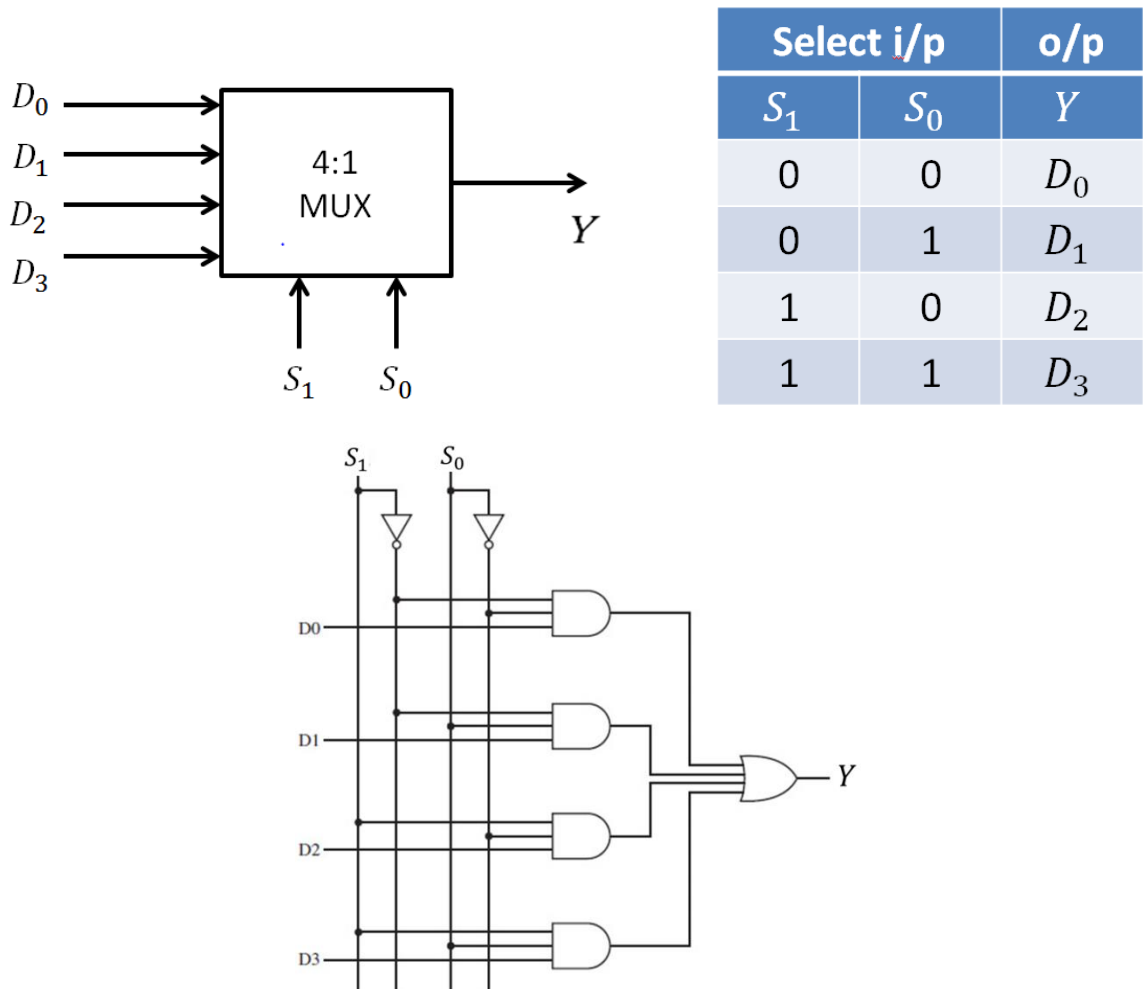 D₀
D₁
D₂
D₃
4:1
MUX
Y
S₁ S₀
Select i/p o/p
S₁ S₀ Y
0 0 D₀
0 1 D₁
1 0 D₂
1 1 D₃
S₁ S₀
D0
D1
Y
D2
D3